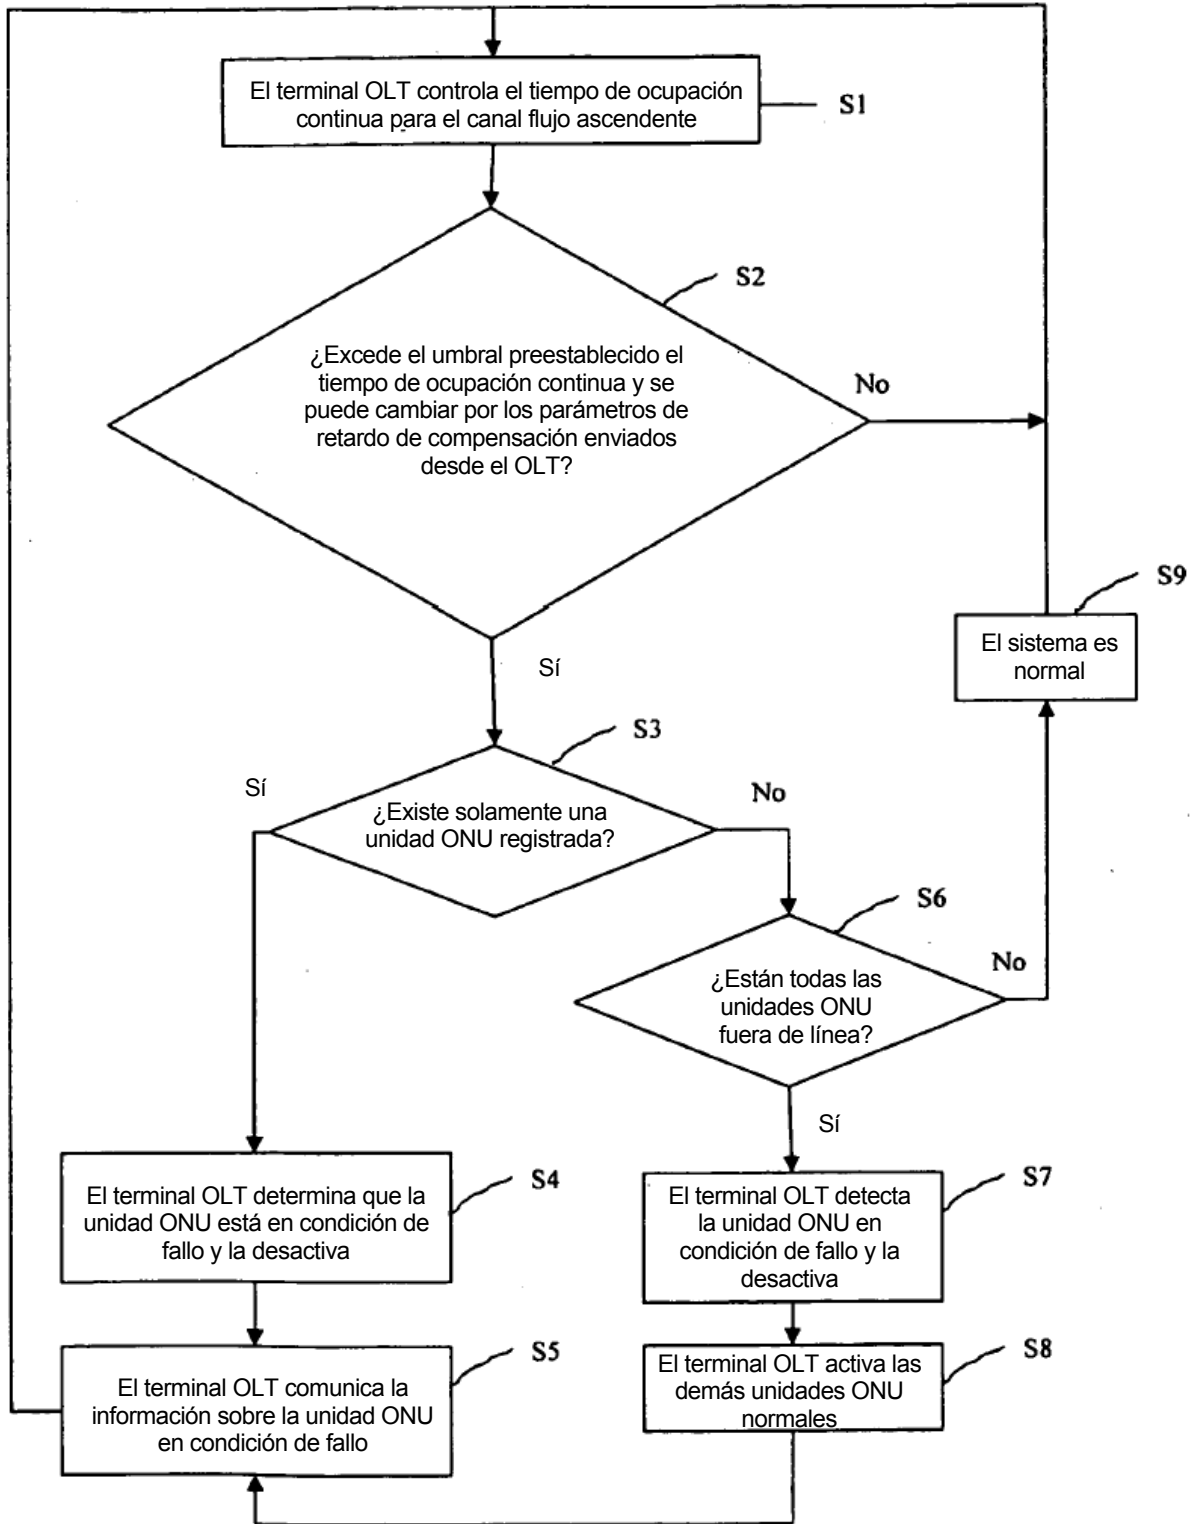 El terminal OLT controla el tiempo de ocupación
continua para el canal flujo ascendente
S1
S2
¿Excede el umbral preestablecido el
tiempo de ocupación continua y se
puede cambiar por los parámetros de
retardo de compensación enviados
desde el OLT?
No
Sí
S9
El sistema es
normal
S3
Sí
¿Existe solamente una
unidad ONU registrada?
No
S6
¿Están todas las
unidades ONU
fuera de línea?
No
Sí
S4
El terminal OLT determina que la
unidad ONU está en condición de
fallo y la desactiva
S7
El terminal OLT detecta
la unidad ONU en
condición de fallo y la
desactiva
S5
El terminal OLT comunica la
información sobre la unidad ONU
en condición de fallo
S8
El terminal OLT activa las
demás unidades ONU
normales